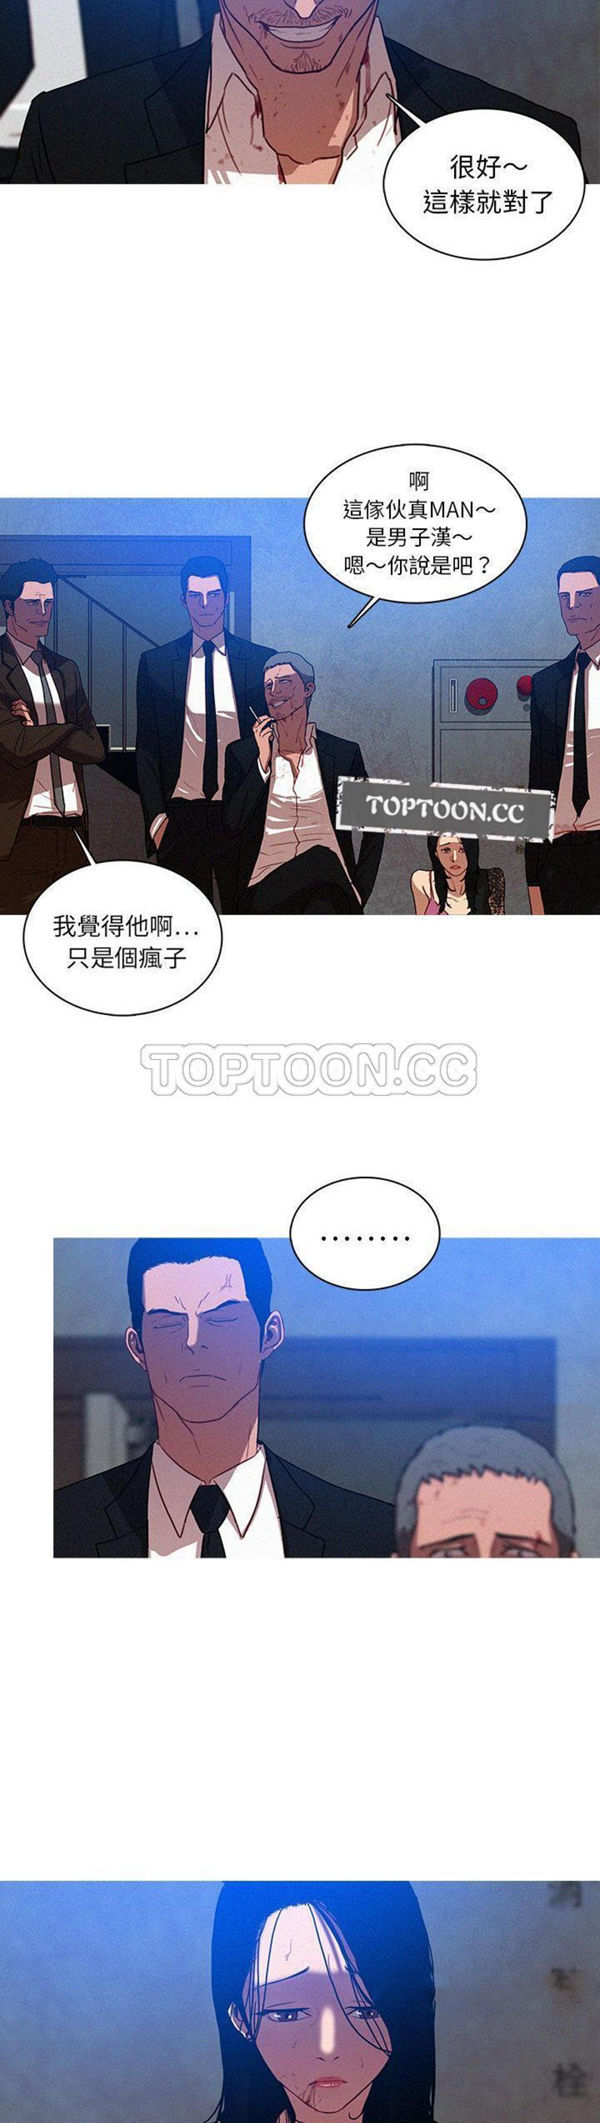 很好～
這樣就對了
啊
這傢伙真MAN～
是男子漢～
嗯～你說是吧？
TOPTOON.CC
我覺得他啊...
只是個瘋子
TOPTOON.CC
........
消
栓